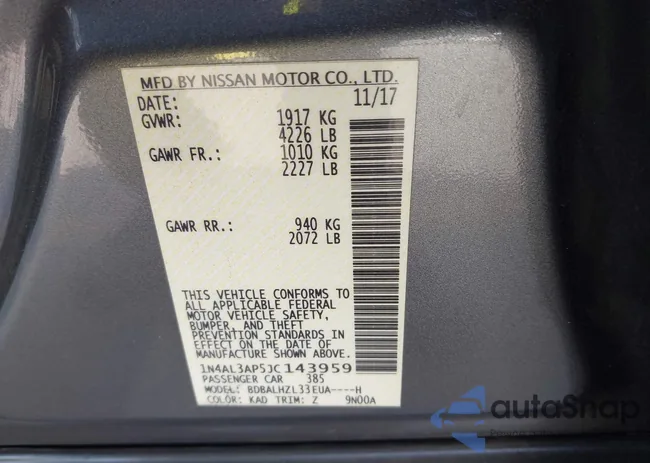 MFD BY NISSAN MOTOR CO., LTD.
DATE: 11/17
GVWR: 1917 KG
4226 LB
GAWR FR.: 1010 KG
2227 LB
GAWR RR.: 940 KG
2072 LB
THIS VEHICLE CONFORMS TO
ALL APPLICABLE FEDERAL
MOTOR VEHICLE SAFETY,
BUMPER, AND THEFT
PREVENTION STANDARDS IN
EFFECT ON THE DATE OF
MANUFACTURE SHOWN ABOVE.
1N4AL3AP5JC143959
PASSENGER CAR 385
MODEL: BDBALHZL33EUA----H
COLOR: KAD TRIM: Z 9N00A
autaShap